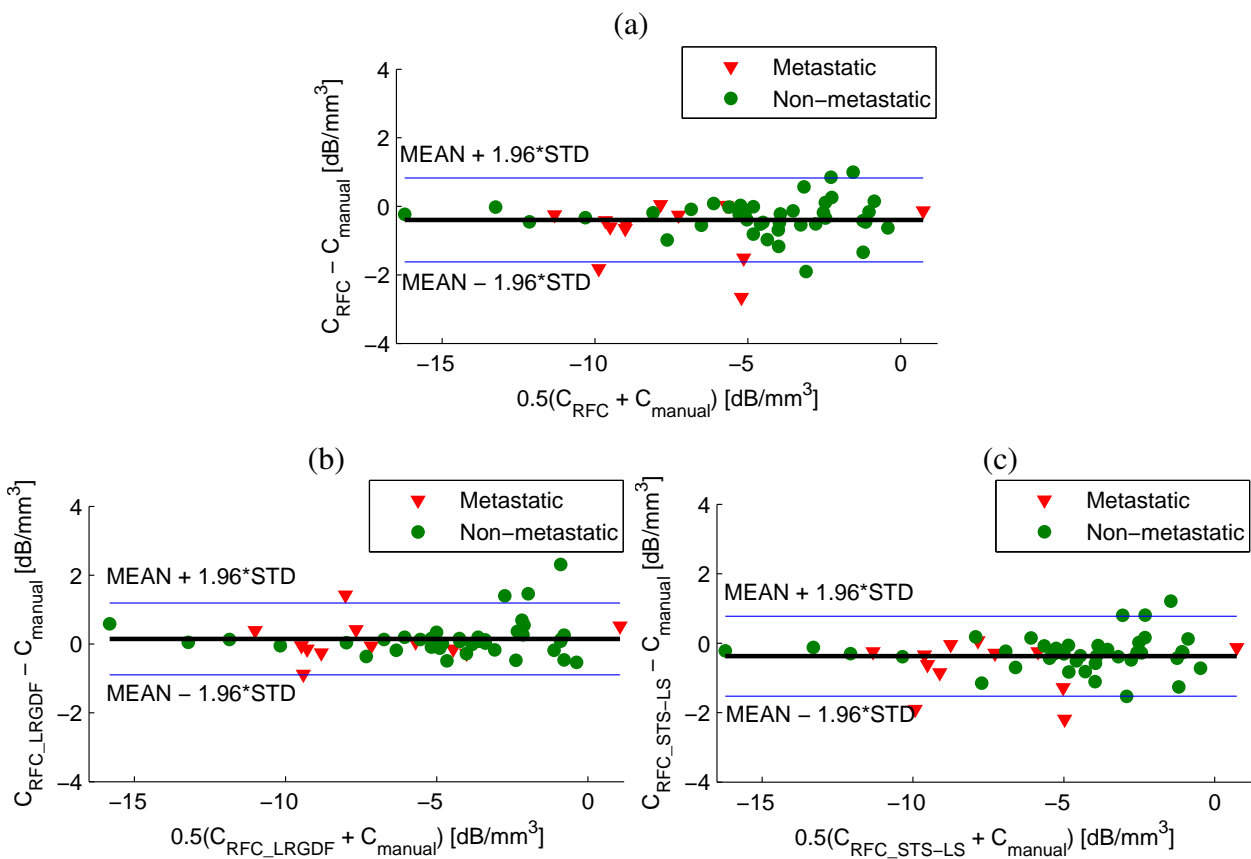 (a)
Metastatic
Non−metastatic
4
2
0
−2
−4
C_RFC − C_manual [dB/mm^3]
MEAN + 1.96*STD
MEAN − 1.96*STD
−15 −10 −5 0
0.5(C_RFC + C_manual) [dB/mm^3]
(b)
Metastatic
Non−metastatic
4
2
0
−2
−4
C_RFC_LRGDF − C_manual [dB/mm^3]
MEAN + 1.96*STD
MEAN − 1.96*STD
−15 −10 −5 0
0.5(C_RFC_LRGDF + C_manual) [dB/mm^3]
(c)
Metastatic
Non−metastatic
4
2
0
−2
−4
C_RFC_STS−LS − C_manual [dB/mm^3]
MEAN + 1.96*STD
MEAN − 1.96*STD
−15 −10 −5 0
0.5(C_RFC_STS−LS + C_manual) [dB/mm^3]